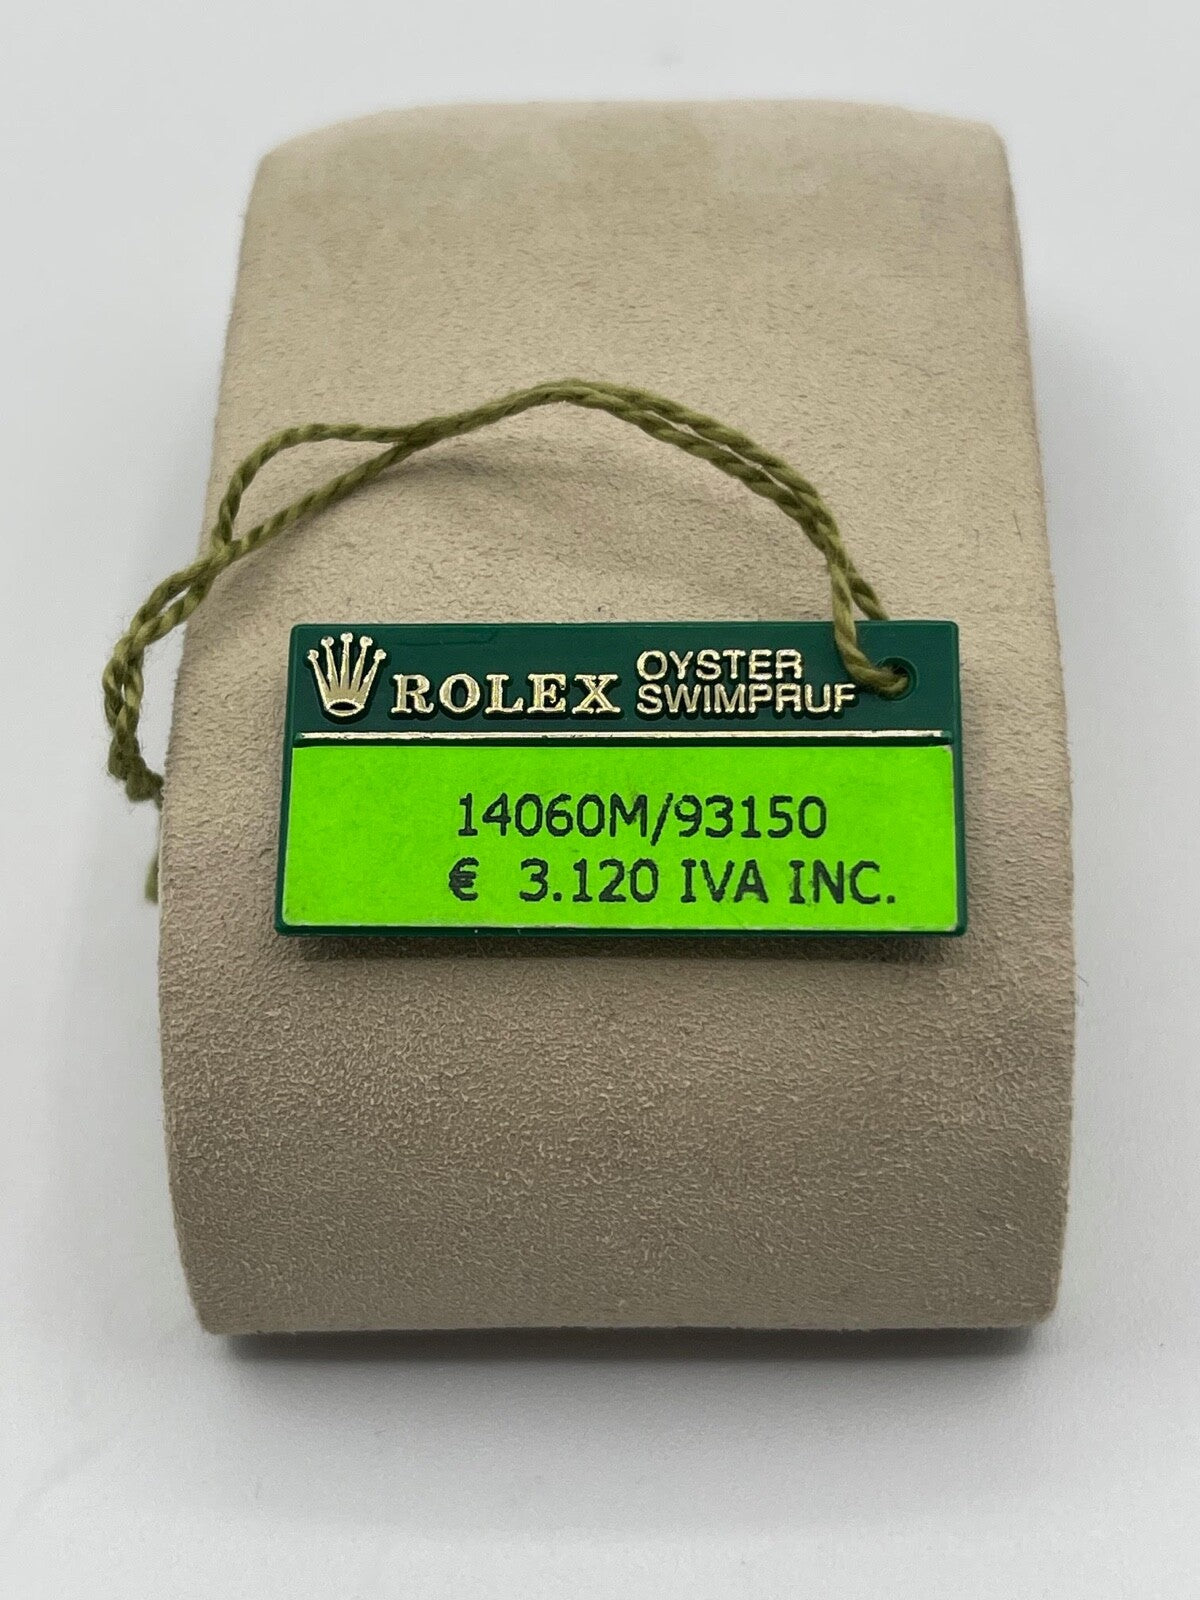 ROLEX OYSTER
SWIMPRUF
14060M/93150
€ 3.120 IVA INC.